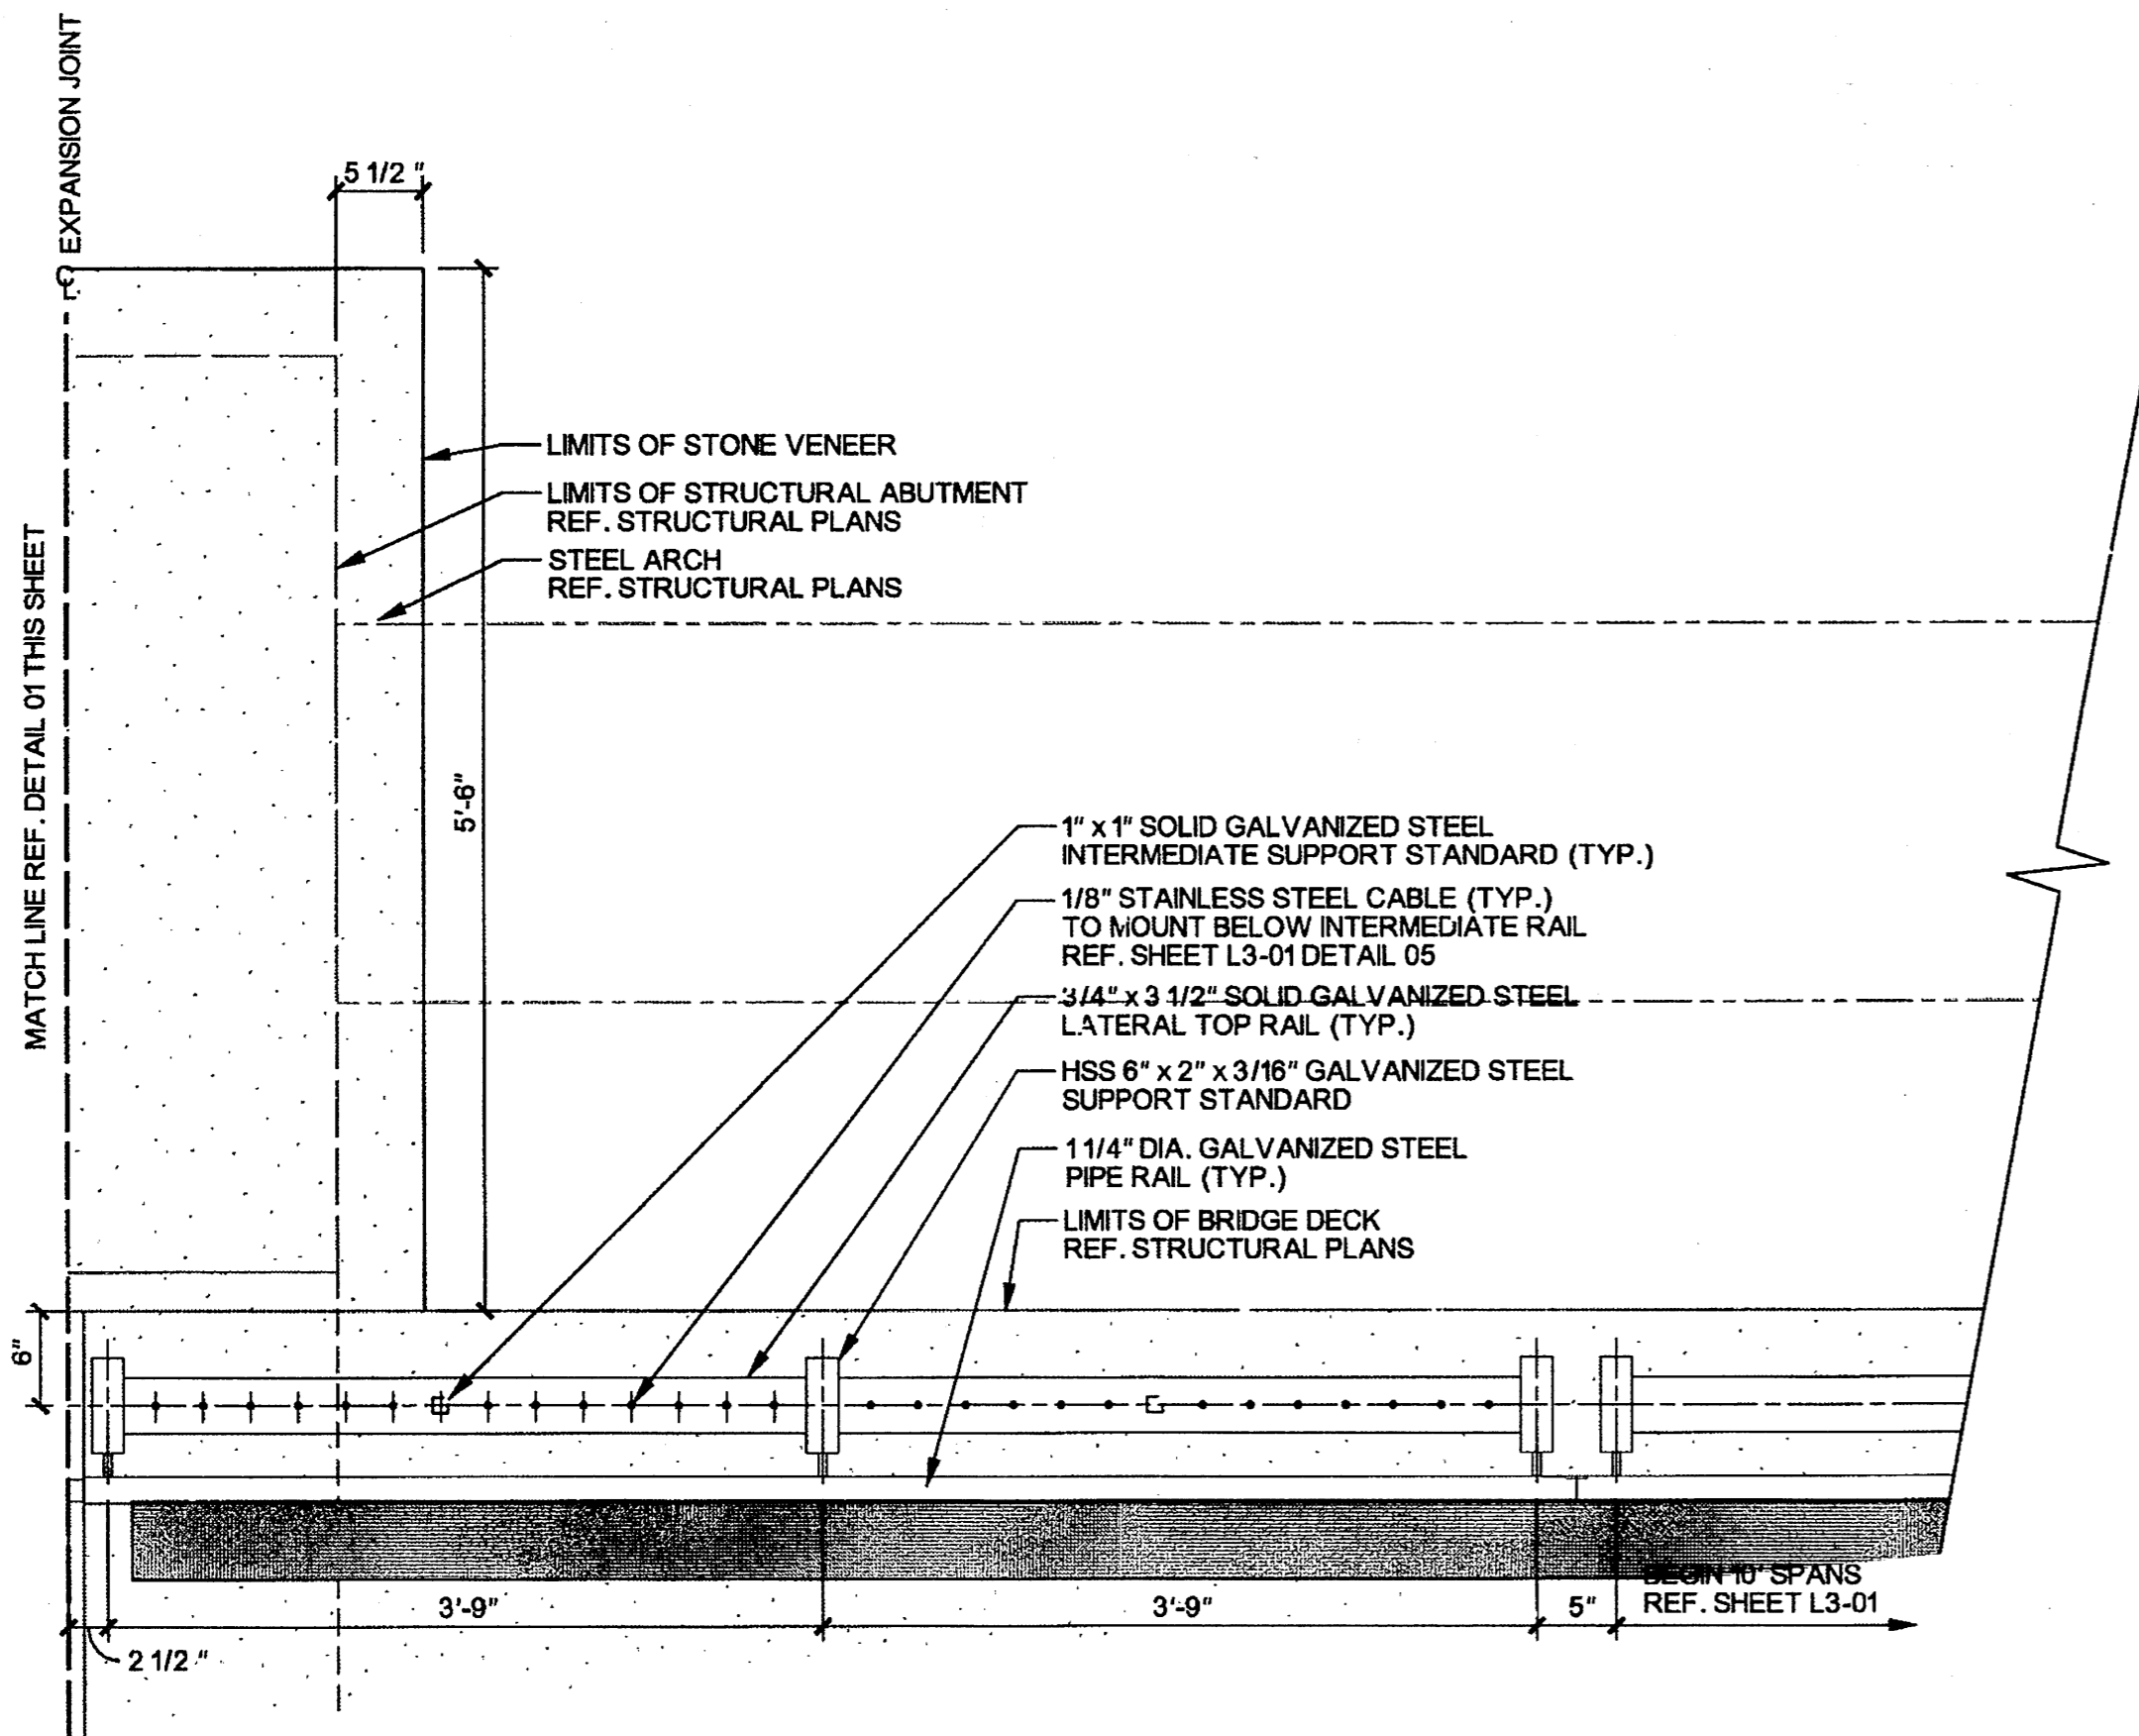 ℄ EXPANSION JOINT
5 1/2 "
LIMITS OF STONE VENEER
LIMITS OF STRUCTURAL ABUTMENT
REF. STRUCTURAL PLANS
STEEL ARCH
REF. STRUCTURAL PLANS
MATCH LINE REF. DETAIL 01 THIS SHEET
5'-6"
1" x 1" SOLID GALVANIZED STEEL
INTERMEDIATE SUPPORT STANDARD (TYP.)
1/8" STAINLESS STEEL CABLE (TYP.)
TO MOUNT BELOW INTERMEDIATE RAIL
REF. SHEET L3-01 DETAIL 05
3/4" x 3 1/2" SOLID GALVANIZED STEEL
LATERAL TOP RAIL (TYP.)
HSS 6" x 2" x 3/16" GALVANIZED STEEL
SUPPORT STANDARD
1 1/4" DIA. GALVANIZED STEEL
PIPE RAIL (TYP.)
LIMITS OF BRIDGE DECK
REF. STRUCTURAL PLANS
6"
BEGIN 10' SPANS
REF. SHEET L3-01
3'-9"
3'-9"
5"
2 1/2 "